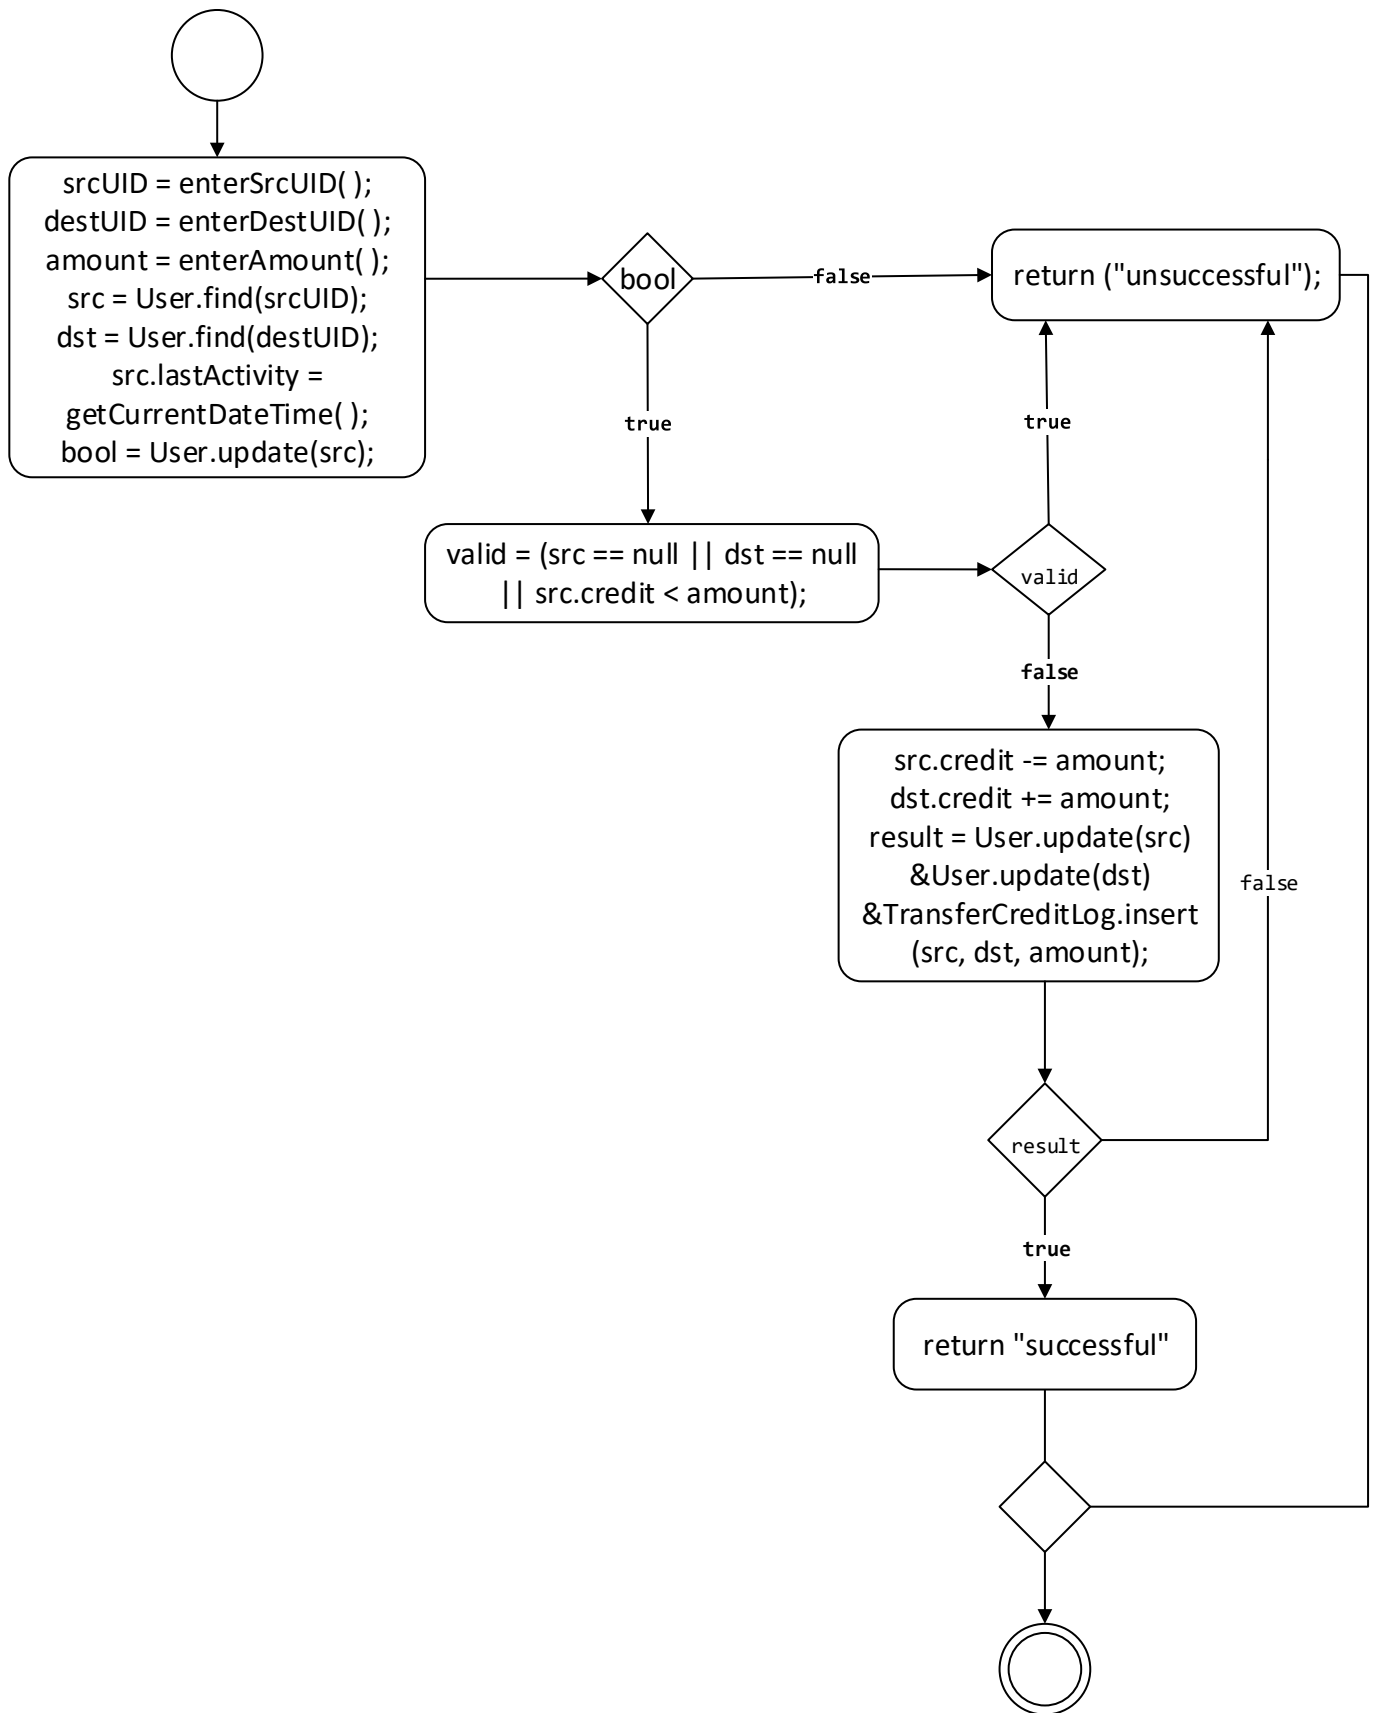 srcUID = enterSrcUID( );
destUID = enterDestUID( );
amount = enterAmount( );
src = User.find(srcUID);
dst = User.find(destUID);
src.lastActivity =
getCurrentDateTime( );
bool = User.update(src);
bool
false
return ("unsuccessful");
true
true
valid = (src == null || dst == null
|| src.credit < amount);
valid
false
src.credit -= amount;
dst.credit += amount;
result = User.update(src)
&User.update(dst)
&TransferCreditLog.insert
(src, dst, amount);
false
result
true
return "successful"